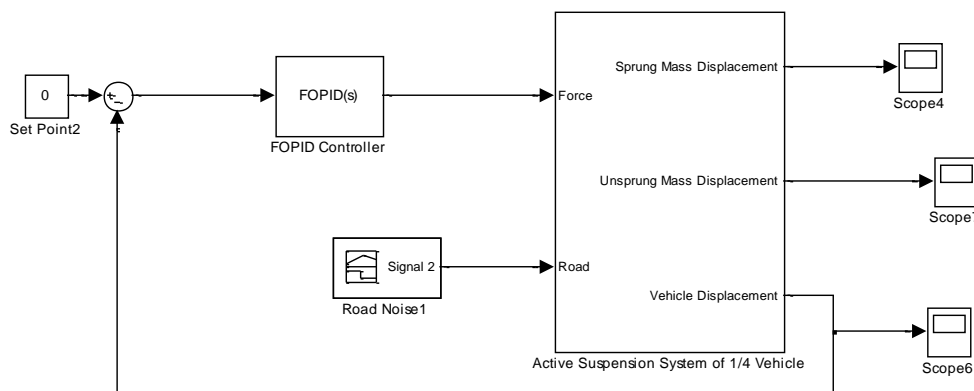 Sprung Mass Displacement
Scope4
0
FOPID(s)
Force
Set Point2
FOPID Controller
Unsprung Mass Displacement
Scope7
Signal 2
Road
Road Noise1
Vehicle Displacement
Active Suspension System of 1/4 Vehicle
Scope6